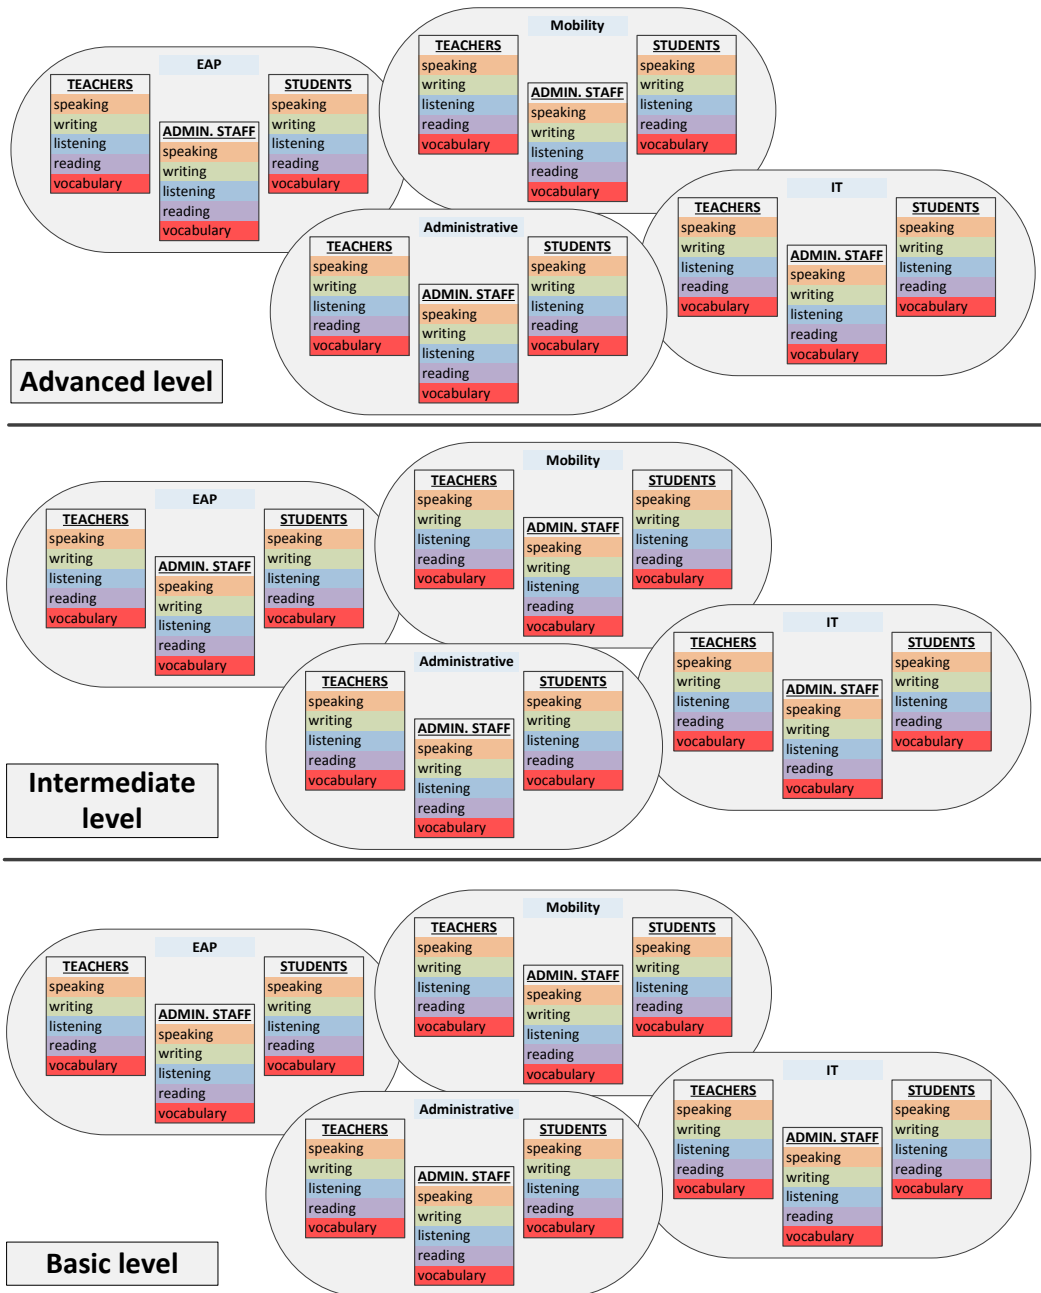 Mobility
TEACHERS
speaking
writing
listening
reading
vocabulary
ADMIN. STAFF
speaking
writing
listening
reading
vocabulary
STUDENTS
speaking
writing
listening
reading
vocabulary
EAP
TEACHERS
speaking
writing
listening
reading
vocabulary
ADMIN. STAFF
speaking
writing
listening
reading
vocabulary
STUDENTS
speaking
writing
listening
reading
vocabulary
IT
TEACHERS
speaking
writing
listening
reading
vocabulary
ADMIN. STAFF
speaking
writing
listening
reading
vocabulary
STUDENTS
speaking
writing
listening
reading
vocabulary
Administrative
TEACHERS
speaking
writing
listening
reading
vocabulary
ADMIN. STAFF
speaking
writing
listening
reading
vocabulary
STUDENTS
speaking
writing
listening
reading
vocabulary
Advanced level
Mobility
TEACHERS
speaking
writing
listening
reading
vocabulary
ADMIN. STAFF
speaking
writing
listening
reading
vocabulary
STUDENTS
speaking
writing
listening
reading
vocabulary
EAP
TEACHERS
speaking
writing
listening
reading
vocabulary
ADMIN. STAFF
speaking
writing
listening
reading
vocabulary
STUDENTS
speaking
writing
listening
reading
vocabulary
IT
TEACHERS
speaking
writing
listening
reading
vocabulary
ADMIN. STAFF
speaking
writing
listening
reading
vocabulary
STUDENTS
speaking
writing
listening
reading
vocabulary
Administrative
TEACHERS
speaking
writing
listening
reading
vocabulary
ADMIN. STAFF
speaking
writing
listening
reading
vocabulary
STUDENTS
speaking
writing
listening
reading
vocabulary
Intermediate
level
Mobility
TEACHERS
speaking
writing
listening
reading
vocabulary
ADMIN. STAFF
speaking
writing
listening
reading
vocabulary
STUDENTS
speaking
writing
listening
reading
vocabulary
EAP
TEACHERS
speaking
writing
listening
reading
vocabulary
ADMIN. STAFF
speaking
writing
listening
reading
vocabulary
STUDENTS
speaking
writing
listening
reading
vocabulary
IT
TEACHERS
speaking
writing
listening
reading
vocabulary
ADMIN. STAFF
speaking
writing
listening
reading
vocabulary
STUDENTS
speaking
writing
listening
reading
vocabulary
Administrative
TEACHERS
speaking
writing
listening
reading
vocabulary
ADMIN. STAFF
speaking
writing
listening
reading
vocabulary
STUDENTS
speaking
writing
listening
reading
vocabulary
Basic level